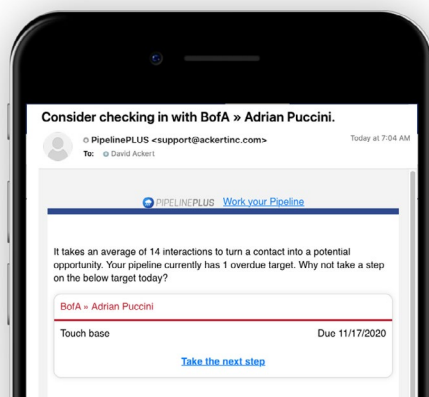 Consider checking in with BofA » Adrian Puccini.
PipelinePLUS <support@ackertinc.com>
Today at 7:04 AM
To: David Ackert
PIPELINEPLUS Work your Pipeline
It takes an average of 14 interactions to turn a contact into a potential
opportunity. Your pipeline currently has 1 overdue target. Why not take a step
on the below target today?
BofA » Adrian Puccini
Touch base Due 11/17/2020
Take the next step